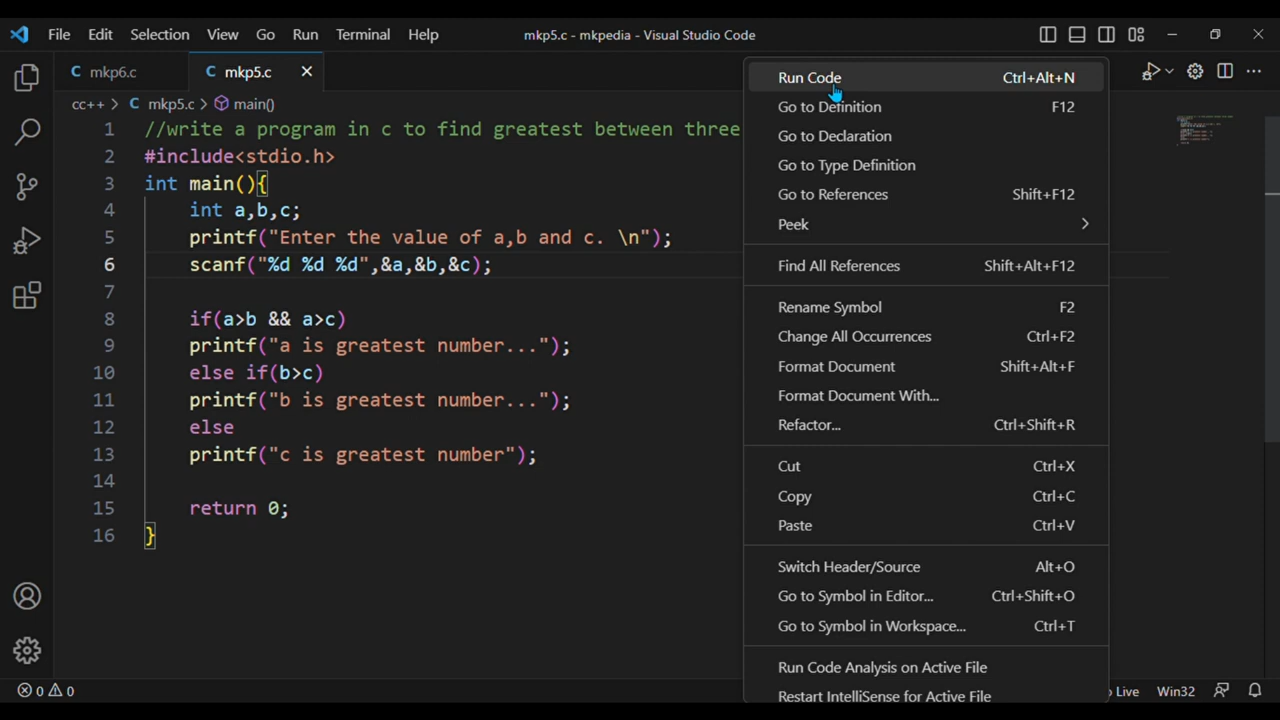 File Edit Selection View Go Run Terminal Help mkp5.c - mkpedia - Visual Studio Code
C mkp6.c C mkp5.c
cc++ > C mkp5.c > main()
1 //write a program in c to find greatest between three
2 #include<stdio.h>
3 int main(){
4 int a,b,c;
5 printf("Enter the value of a,b and c. \n");
6 scanf("%d %d %d",&a,&b,&c);
7
8 if(a>b && a>c)
9 printf("a is greatest number...");
10 else if(b>c)
11 printf("b is greatest number...");
12 else
13 printf("c is greatest number");
14
15 return 0;
16 }
Run Code Ctrl+Alt+N
Go to Definition F12
Go to Declaration
Go to Type Definition
Go to References Shift+F12
Peek >
Find All References Shift+Alt+F12
Rename Symbol F2
Change All Occurrences Ctrl+F2
Format Document Shift+Alt+F
Format Document With...
Refactor... Ctrl+Shift+R
Cut Ctrl+X
Copy Ctrl+C
Paste Ctrl+V
Switch Header/Source Alt+O
Go to Symbol in Editor... Ctrl+Shift+O
Go to Symbol in Workspace... Ctrl+T
Run Code Analysis on Active File
Restart IntelliSense for Active File
0 0 Live Win32